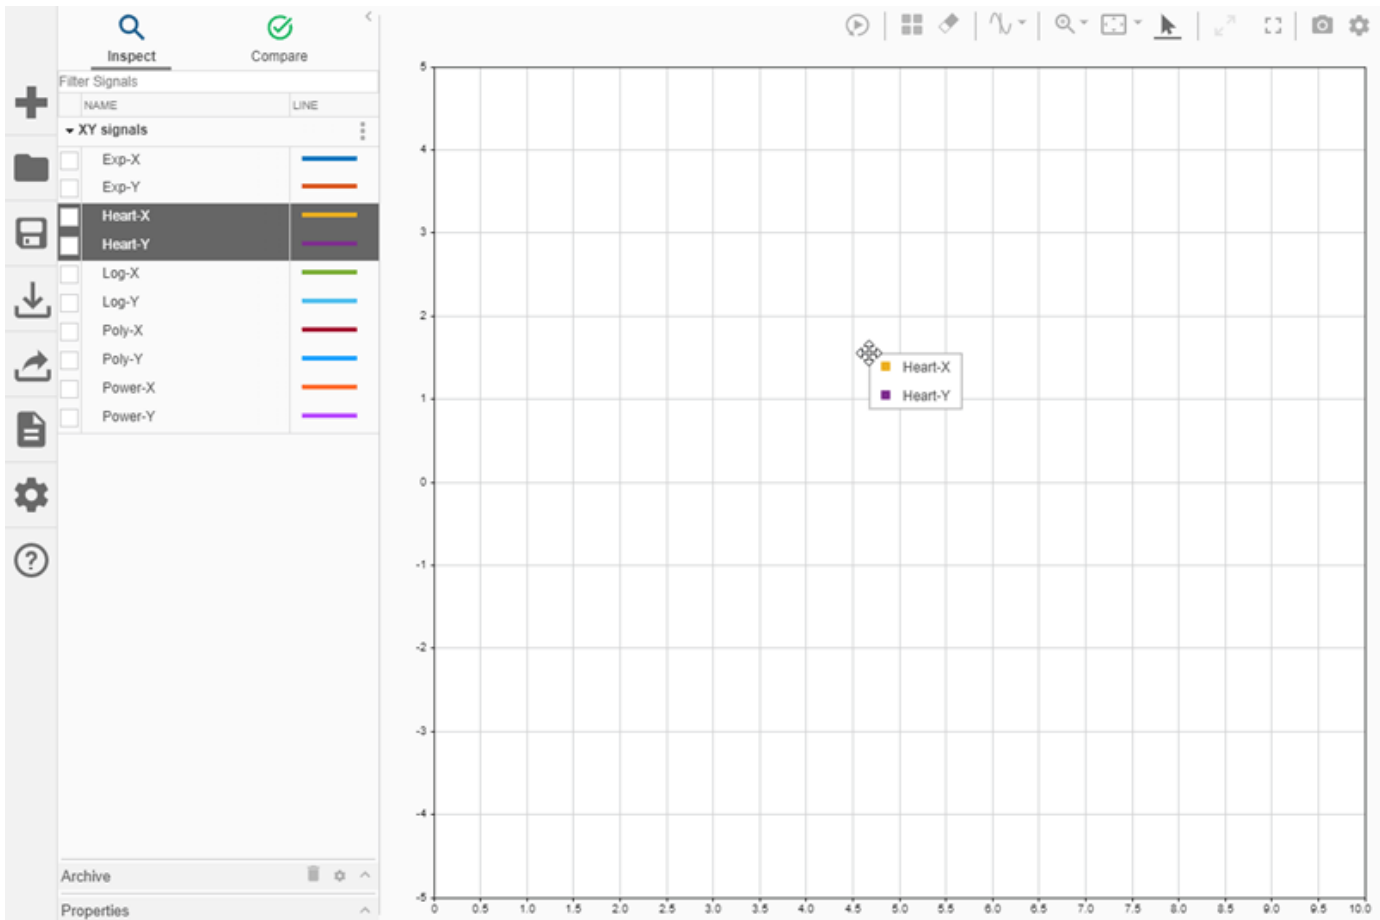 Inspect
Compare
Filter Signals
NAME
LINE
XY signals
Exp-X
Exp-Y
Heart-X
Heart-Y
Log-X
Log-Y
Poly-X
Poly-Y
Power-X
Power-Y
Archive
Properties
5
4
3
2
1
0
-1
-2
-3
-4
-5
Heart-X
Heart-Y
0 0.5 1.0 1.5 2.0 2.5 3.0 3.5 4.0 4.5 5.0 5.5 6.0 6.5 7.0 7.5 8.0 8.5 9.0 9.5 10.0